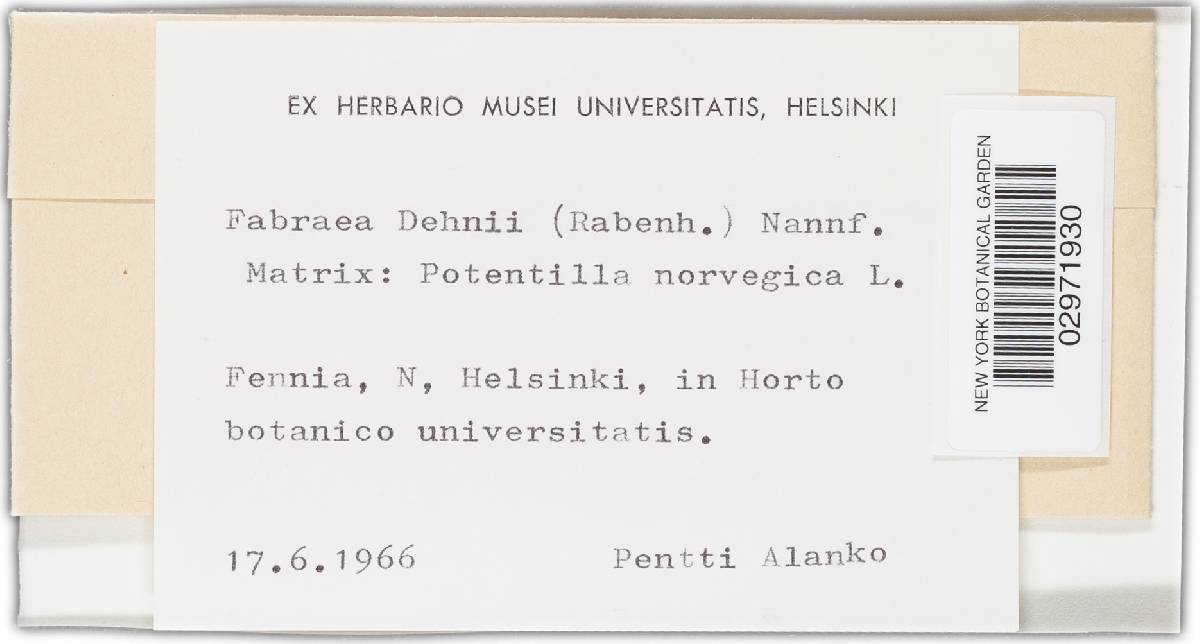 EX HERBARIO MUSEI UNIVERSITATIS, HELSINKI
Fabraea Dehnii (Rabenh.) Nannf.
Matrix: Potentilla norvegica L.
Fennia, N, Helsinki, in Horto
botanico universitatis.
17.6.1966 Pentti Alanko
NEW YORK BOTANICAL GARDEN
02971930